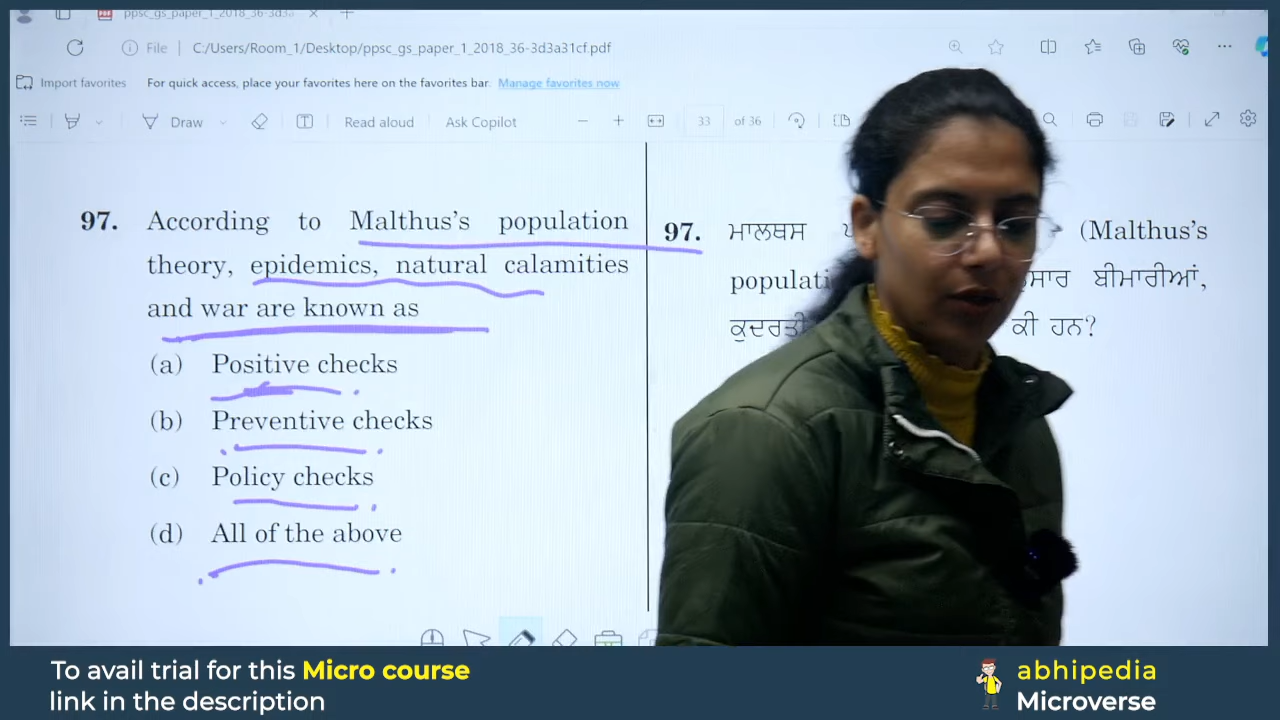 ppsc_gs_paper_1_2018_36-3d3a
File
C:/Users/Room_1/Desktop/ppsc_gs_paper_1_2018_36-3d3a31cf.pdf
Import favorites
For quick access, place your favorites here on the favorites bar. Manage favorites now
Draw
Read aloud
Ask Copilot
33 of 36
97. According to Malthus's population
theory, epidemics, natural calamities
and war are known as
(a) Positive checks
(b) Preventive checks
(c) Policy checks
(d) All of the above
97. ਮਾਲਥਸ (Malthus's
ਬੀਮਾਰੀਆਂ,
ਕੁਦਰਤੀ ਕੀ ਹਨ?
To avail trial for this Micro course
link in the description
abhipedia
Microverse